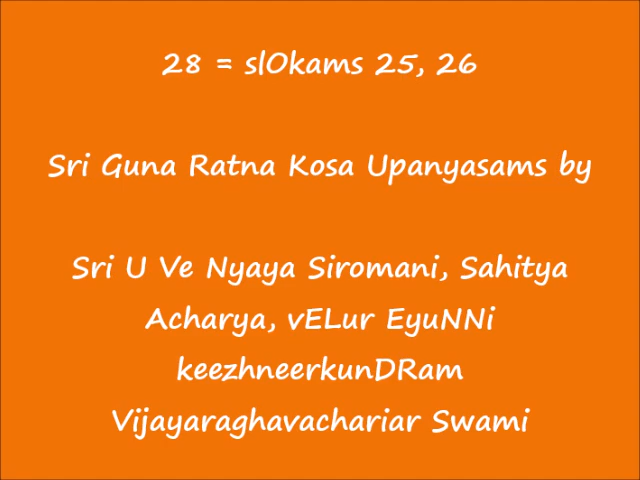 28 = slOkams 25, 26
Sri Guna Ratna Kosa Upanyasams by
Sri U Ve Nyaya Siromani, Sahitya
Acharya, vELur EyuNNi
keezhneerkunDRam
Vijayaraghavachariar Swami